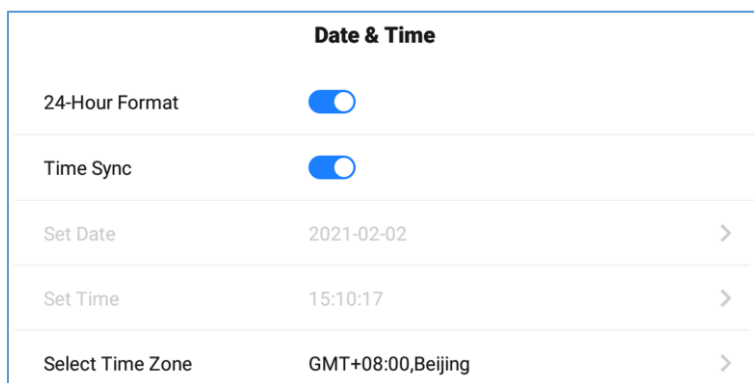 Date & Time
24-Hour Format
Time Sync
Set Date 2021-02-02
Set Time 15:10:17
Select Time Zone GMT+08:00,Beijing